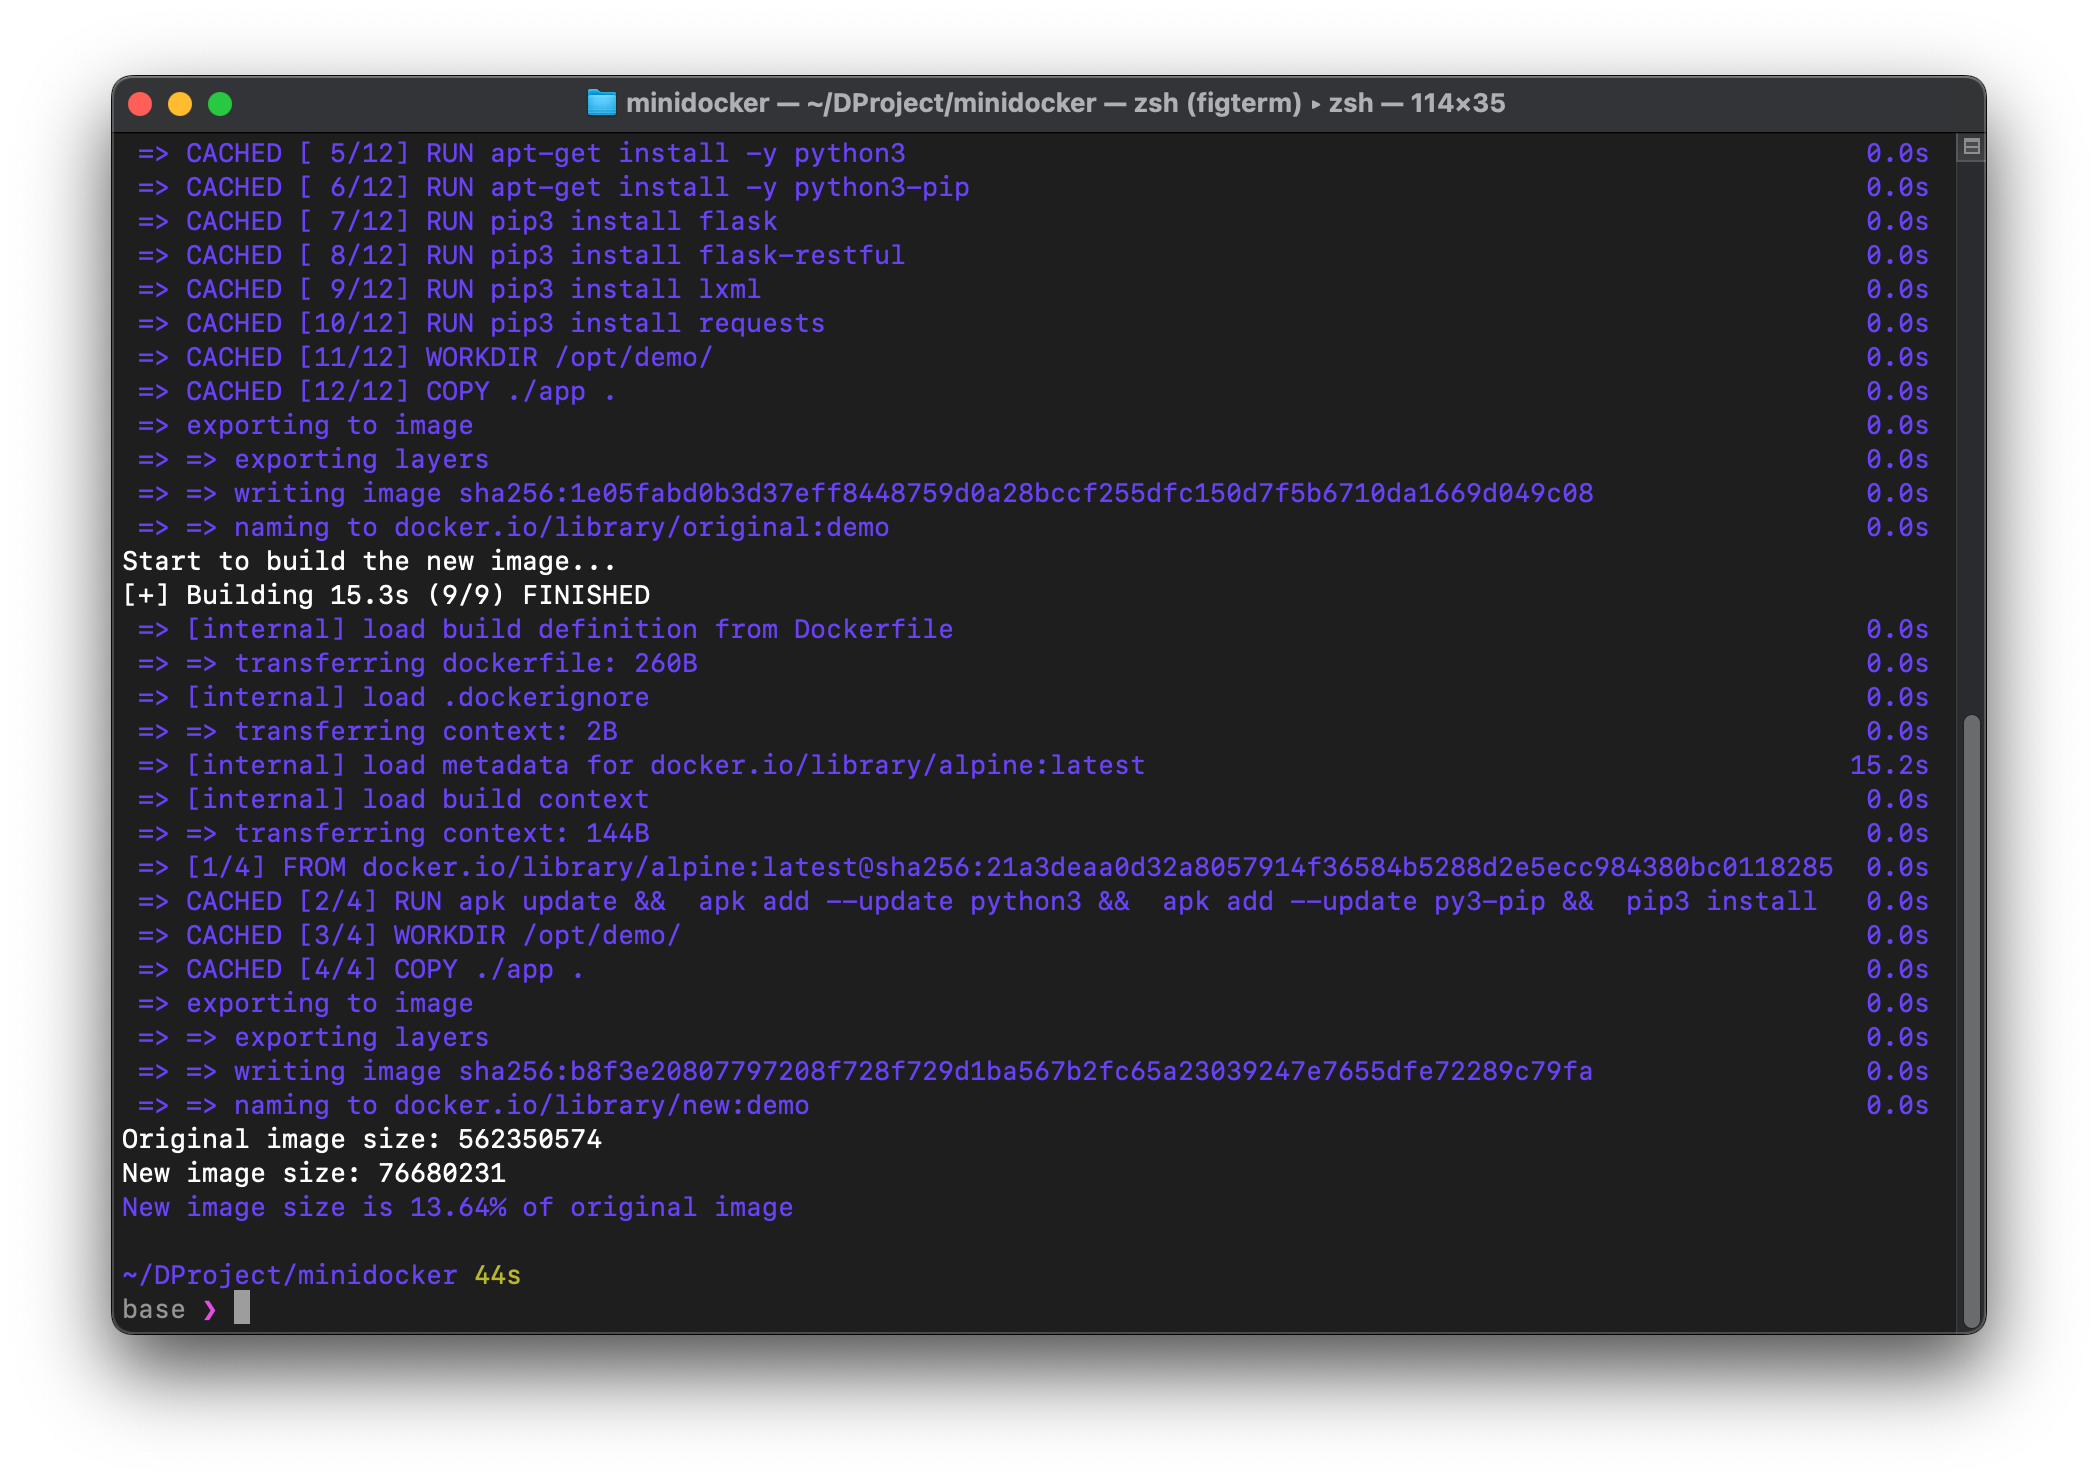 minidocker — ~/DProject/minidocker — zsh (figterm) ▸ zsh — 114×35
=> CACHED [ 5/12] RUN apt-get install -y python3 0.0s
=> CACHED [ 6/12] RUN apt-get install -y python3-pip 0.0s
=> CACHED [ 7/12] RUN pip3 install flask 0.0s
=> CACHED [ 8/12] RUN pip3 install flask-restful 0.0s
=> CACHED [ 9/12] RUN pip3 install lxml 0.0s
=> CACHED [10/12] RUN pip3 install requests 0.0s
=> CACHED [11/12] WORKDIR /opt/demo/ 0.0s
=> CACHED [12/12] COPY ./app . 0.0s
=> exporting to image 0.0s
=> => exporting layers 0.0s
=> => writing image sha256:1e05fabd0b3d37eff8448759d0a28bccf255dfc150d7f5b6710da1669d049c08 0.0s
=> => naming to docker.io/library/original:demo 0.0s
Start to build the new image...
[+] Building 15.3s (9/9) FINISHED
=> [internal] load build definition from Dockerfile 0.0s
=> => transferring dockerfile: 260B 0.0s
=> [internal] load .dockerignore 0.0s
=> => transferring context: 2B 0.0s
=> [internal] load metadata for docker.io/library/alpine:latest 15.2s
=> [internal] load build context 0.0s
=> => transferring context: 144B 0.0s
=> [1/4] FROM docker.io/library/alpine:latest@sha256:21a3deaa0d32a8057914f36584b5288d2e5ecc984380bc0118285 0.0s
=> CACHED [2/4] RUN apk update &&  apk add --update python3 &&  apk add --update py3-pip &&  pip3 install 0.0s
=> CACHED [3/4] WORKDIR /opt/demo/ 0.0s
=> CACHED [4/4] COPY ./app . 0.0s
=> exporting to image 0.0s
=> => exporting layers 0.0s
=> => writing image sha256:b8f3e20807797208f728f729d1ba567b2fc65a23039247e7655dfe72289c79fa 0.0s
=> => naming to docker.io/library/new:demo 0.0s
Original image size: 562350574
New image size: 76680231
New image size is 13.64% of original image
~/DProject/minidocker 44s
base ❯